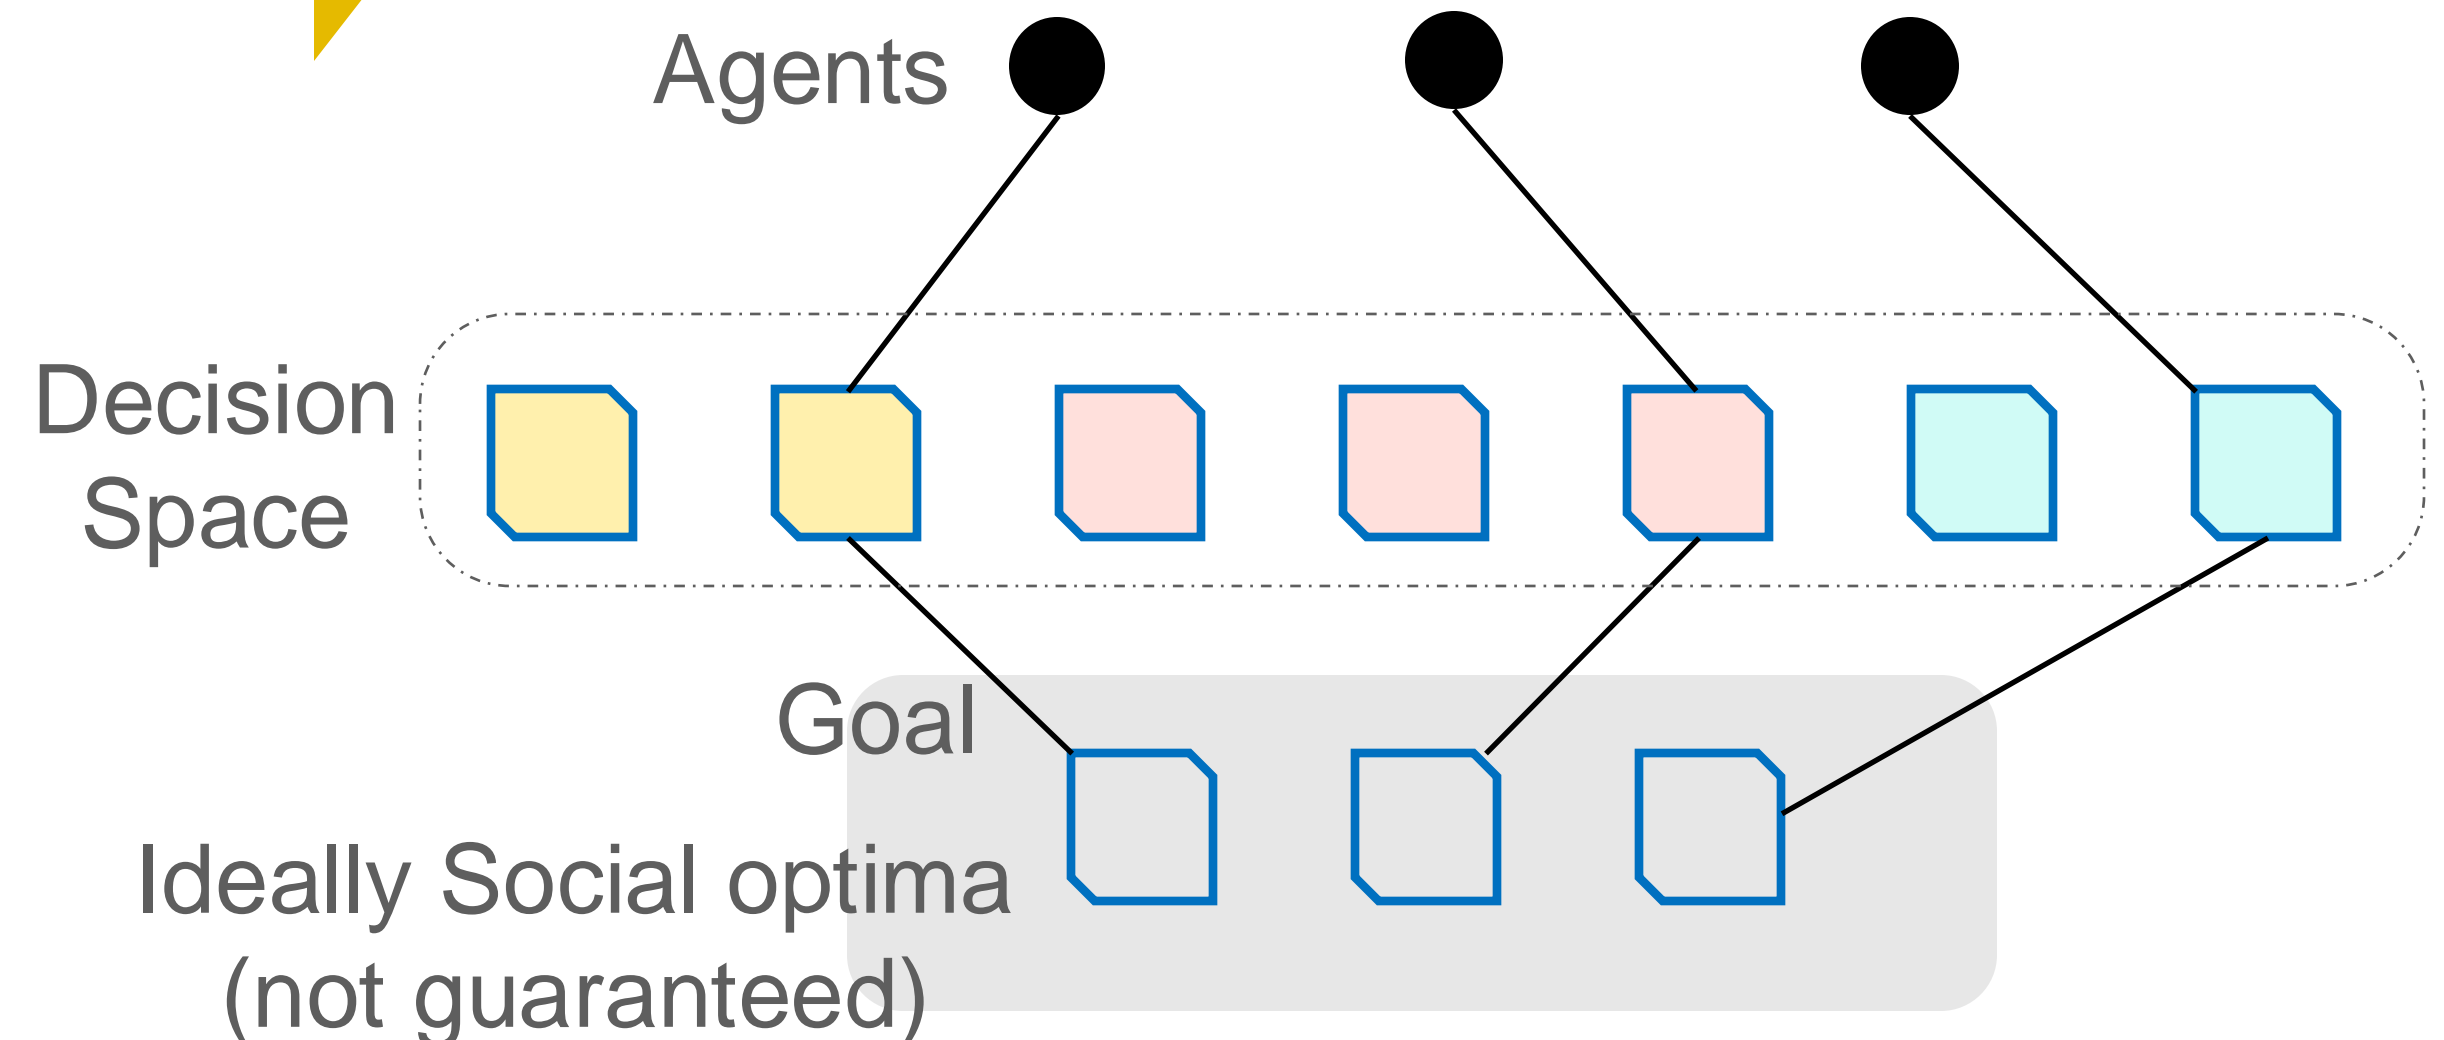 Agents
Decision
Space
Goal
Ideally Social optima
(not guaranteed)